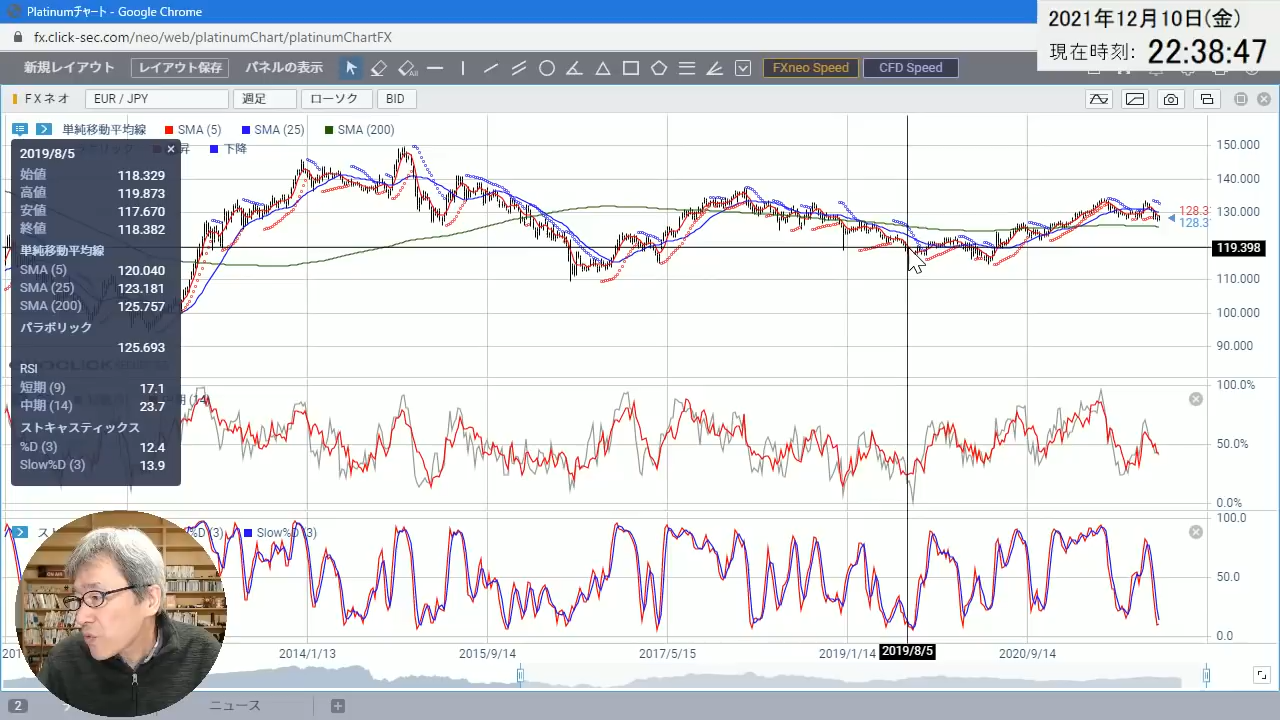 Platinumチャート - Google Chrome
2021年12月10日(金)
現在時刻: 22:38:47
fx.click-sec.com/neo/web/platinumChart/platinumChartFX
新規レイアウト レイアウト保存 パネルの表示 FXneo Speed CFD Speed
FXネオ EUR / JPY 週足 ローソク BID
単純移動平均線 SMA (5) SMA (25) SMA (200)
下降
2019/8/5
始値 118.329
高値 119.873
安値 117.670
終値 118.382
単純移動平均線
SMA (5) 120.040
SMA (25) 123.181
SMA (200) 125.757
パラボリック
125.693
RSI
短期 (9) 17.1
中期 (14) 23.7
ストキャスティックス
%D (3) 12.4
Slow%D (3) 13.9
150.000
140.000
130.000
128.3
128.3
119.398
110.000
100.000
90.000
100.0%
50.0%
0.0%
%D (3) Slow%D (3)
100.0
50.0
0.0
2014/1/13 2015/9/14 2017/5/15 2019/1/14 2019/8/5 2020/9/14
2 ニュース